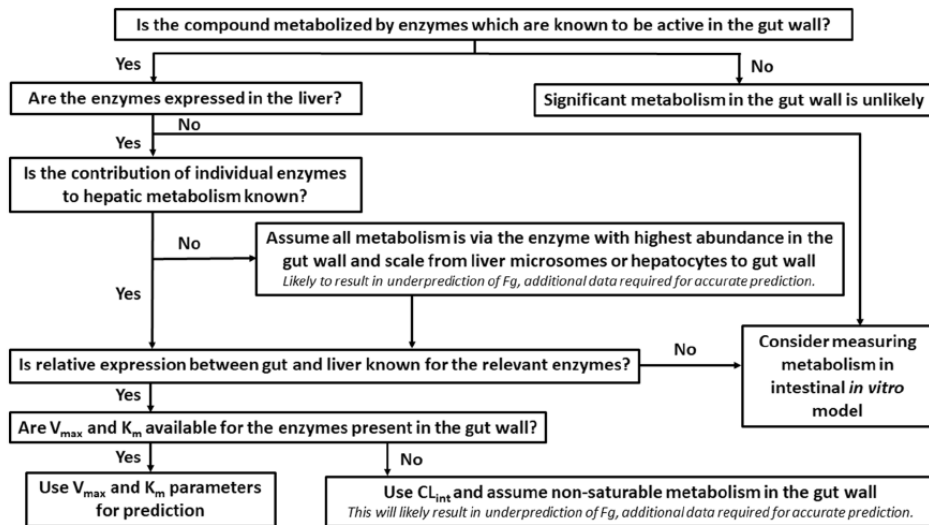 Is the compound metabolized by enzymes which are known to be active in the gut wall?
Yes
No
Are the enzymes expressed in the liver?
Significant metabolism in the gut wall is unlikely
No
Yes
Is the contribution of individual enzymes
to hepatic metabolism known?
No
Assume all metabolism is via the enzyme with highest abundance in the
gut wall and scale from liver microsomes or hepatocytes to gut wall
Likely to result in underprediction of Fg, additional data required for accurate prediction.
Yes
Is relative expression between gut and liver known for the relevant enzymes?
No
Consider measuring
metabolism in
intestinal in vitro
model
Yes
Are Vmax and Km available for the enzymes present in the gut wall?
Yes
No
Use Vmax and Km parameters
for prediction
Use CLint and assume non-saturable metabolism in the gut wall
This will likely result in underprediction of Fg, additional data required for accurate prediction.